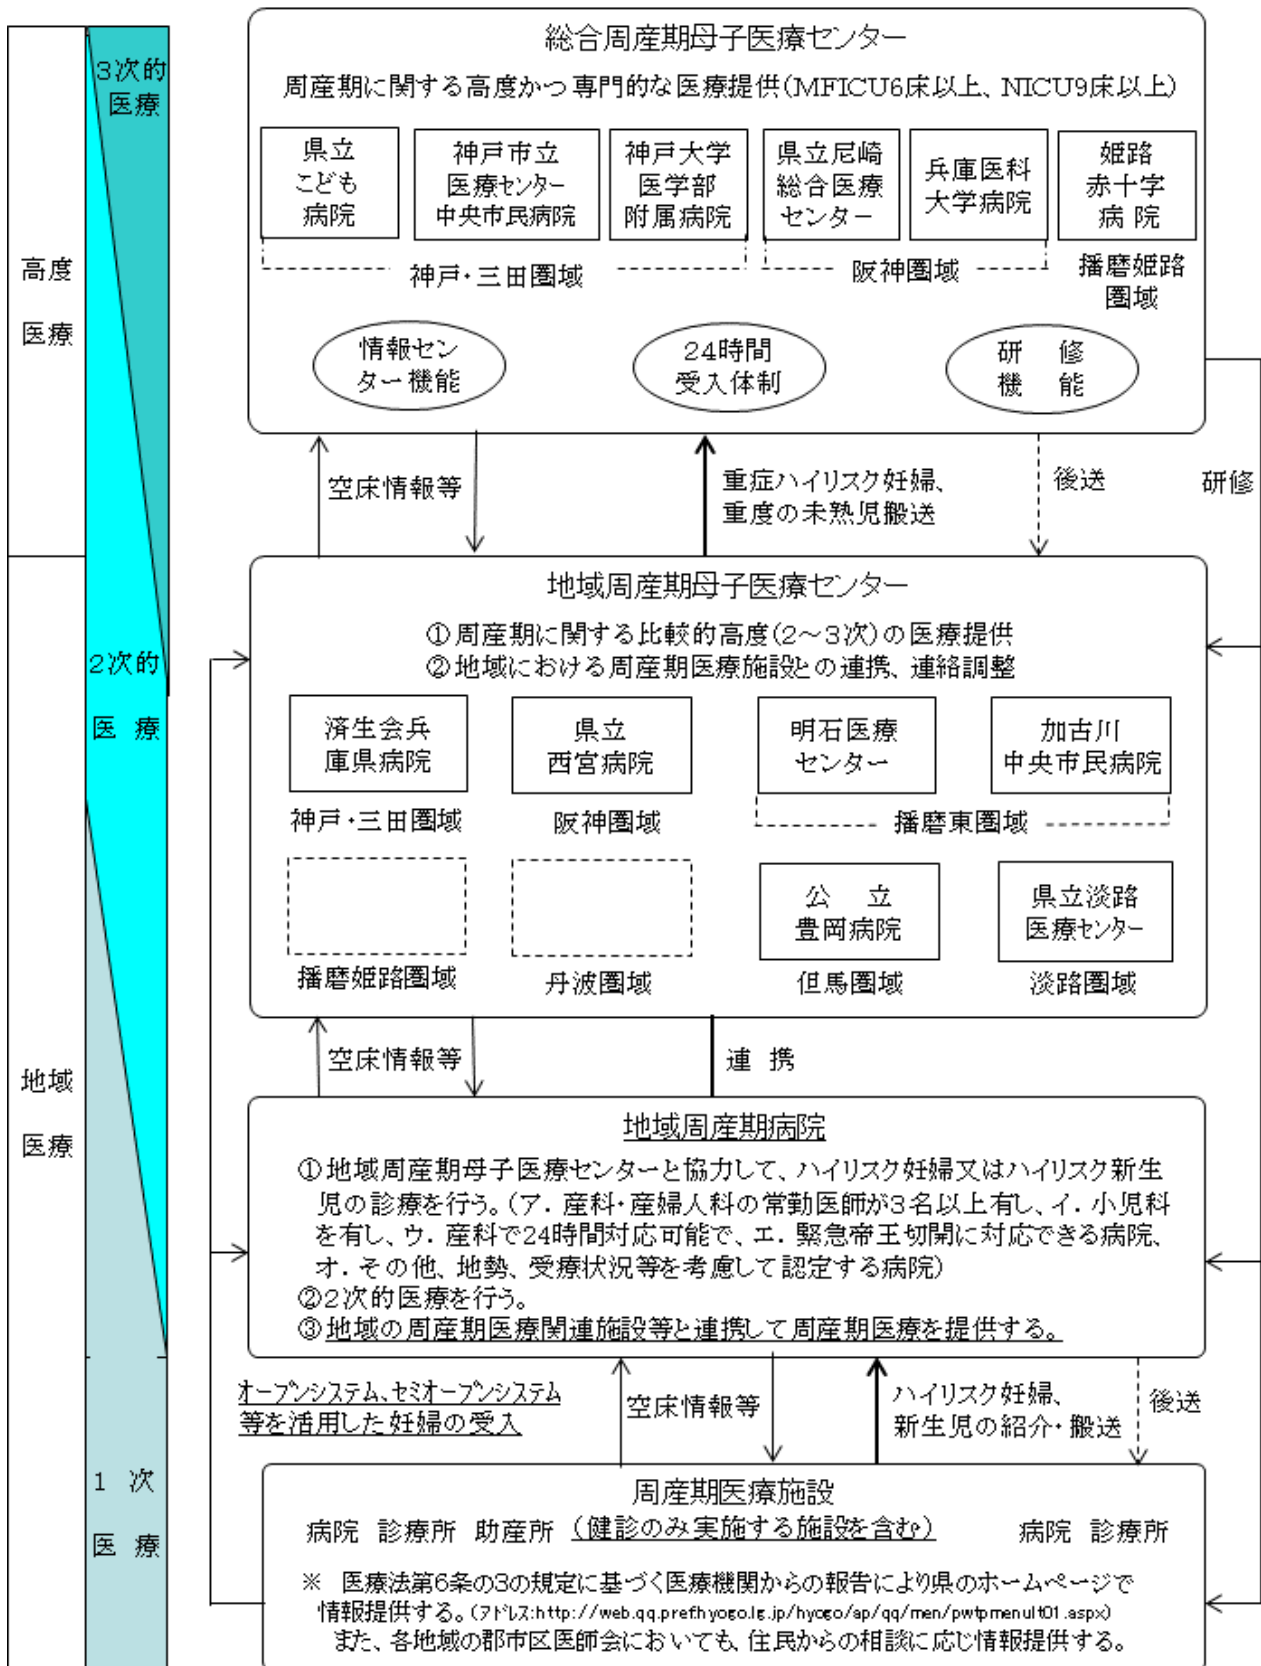 高度
医療
地域
医療
3次的
医療
2次的
医 療
1 次
医 療
総合周産期母子医療センター
周産期に関する高度かつ専門的な医療提供(MFICU6床以上、NICU9床以上)
県立
こども
病院
神戸市立
医療センター
中央市民病院
神戸大学
医学部
附属病院
県立尼崎
総合医療
センター
兵庫医科
大学病院
姫路
赤十字
病 院
神戸・三田圏域
阪神圏域
播磨姫路
圏域
情報セン
ター機能
24時間
受入体制
研 修
機 能
空床情報等
重症ハイリスク妊婦、
重度の未熟児搬送
後送
研修
地域周産期母子医療センター
①周産期に関する比較的高度(2～3次)の医療提供
②地域における周産期医療施設との連携、連絡調整
済生会兵
庫県病院
県立
西宮病院
明石医療
センター
加古川
中央市民病院
神戸・三田圏域
阪神圏域
播磨東圏域
公 立
豊岡病院
県立淡路
医療センター
播磨姫路圏域
丹波圏域
但馬圏域
淡路圏域
空床情報等
連 携
地域周産期病院
①地域周産期母子医療センターと協力して、ハイリスク妊婦又はハイリスク新生
児の診療を行う。(ア．産科・産婦人科の常勤医師が3名以上有し、イ．小児科
を有し、ウ．産科で24時間対応可能で、エ．緊急帝王切開に対応できる病院、
オ．その他、地勢、受療状況等を考慮して認定する病院)
②2次的医療を行う。
③地域の周産期医療関連施設等と連携して周産期医療を提供する。
オープンシステム、セミオープンシステム
等を活用した妊婦の受入
空床情報等
ハイリスク妊婦、
新生児の紹介・搬送
後送
周産期医療施設
病院 診療所 助産所 (健診のみ実施する施設を含む) 病院 診療所
※ 医療法第6条の3の規定に基づく医療機関からの報告により県のホームページで
情報提供する。(アドレス:http://web.qq.pref.hyogo.lg.jp/hyogo/ap/qq/men/pwtpmenult01.aspx)
また、各地域の郡市区医師会においても、住民からの相談に応じ情報提供する。